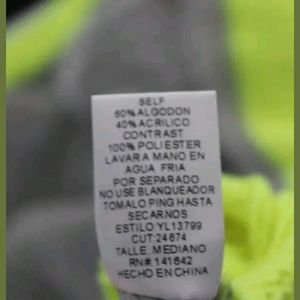 SELF
60% ALGODON
40% ACRILICO
CONTRAST
100% POLIESTER
LAVAR A MANO EN
AGUA FRIA
POR SEPARADO
NO USE BLANQUEADOR
TOMALO PING HASTA
SECARNOS
ESTILO YL13799
CUT 24674
TALLE. MEDIANO
RN# 141642
HECHO EN CHINA